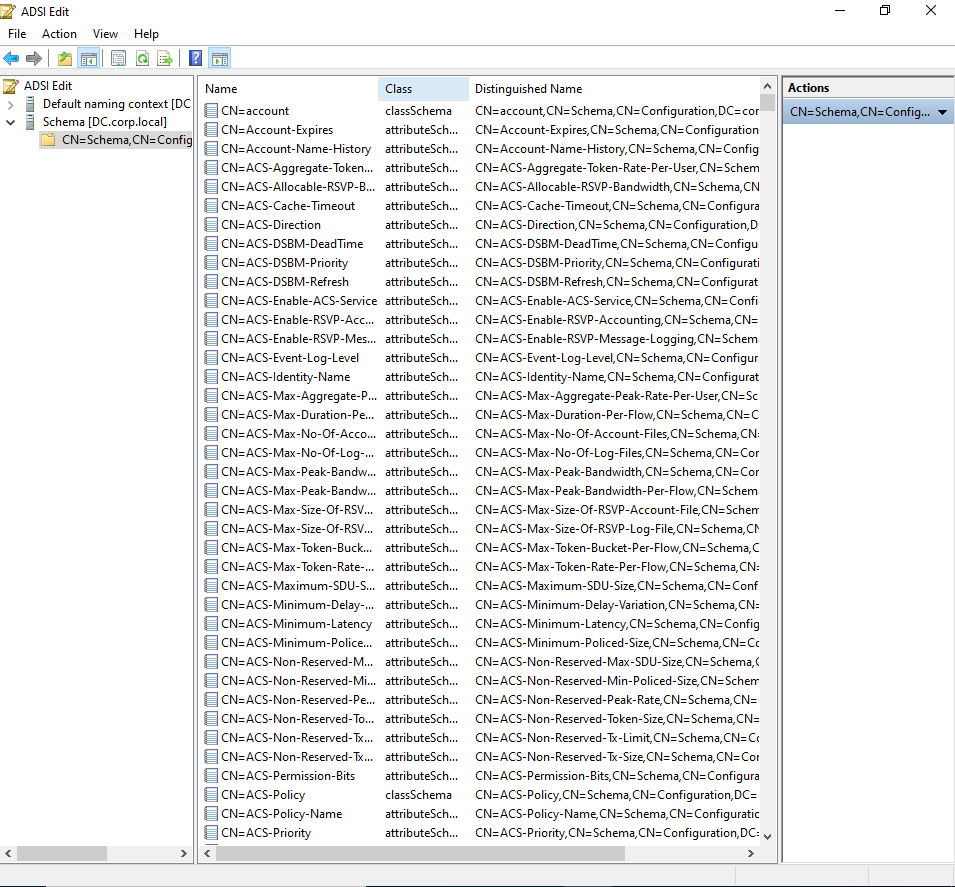 ADSI Edit
File Action View Help
ADSI Edit
Default naming context [DC
Schema [DC.corp.local]
CN=Schema,CN=Config
Name Class Distinguished Name
CN=account classSchema CN=account,CN=Schema,CN=Configuration,DC=cor
CN=Account-Expires attributeSch... CN=Account-Expires,CN=Schema,CN=Configuration
CN=Account-Name-History attributeSch... CN=Account-Name-History,CN=Schema,CN=Config
CN=ACS-Aggregate-Token... attributeSch... CN=ACS-Aggregate-Token-Rate-Per-User,CN=Schem
CN=ACS-Allocable-RSVP-B... attributeSch... CN=ACS-Allocable-RSVP-Bandwidth,CN=Schema,CN
CN=ACS-Cache-Timeout attributeSch... CN=ACS-Cache-Timeout,CN=Schema,CN=Configura
CN=ACS-Direction attributeSch... CN=ACS-Direction,CN=Schema,CN=Configuration,D
CN=ACS-DSBM-DeadTime attributeSch... CN=ACS-DSBM-DeadTime,CN=Schema,CN=Configu
CN=ACS-DSBM-Priority attributeSch... CN=ACS-DSBM-Priority,CN=Schema,CN=Configurati
CN=ACS-DSBM-Refresh attributeSch... CN=ACS-DSBM-Refresh,CN=Schema,CN=Configurat
CN=ACS-Enable-ACS-Service attributeSch... CN=ACS-Enable-ACS-Service,CN=Schema,CN=Confi
CN=ACS-Enable-RSVP-Acc... attributeSch... CN=ACS-Enable-RSVP-Accounting,CN=Schema,CN=
CN=ACS-Enable-RSVP-Mes... attributeSch... CN=ACS-Enable-RSVP-Message-Logging,CN=Schem
CN=ACS-Event-Log-Level attributeSch... CN=ACS-Event-Log-Level,CN=Schema,CN=Configur
CN=ACS-Identity-Name attributeSch... CN=ACS-Identity-Name,CN=Schema,CN=Configurat
CN=ACS-Max-Aggregate-P... attributeSch... CN=ACS-Max-Aggregate-Peak-Rate-Per-User,CN=Sc
CN=ACS-Max-Duration-Pe... attributeSch... CN=ACS-Max-Duration-Per-Flow,CN=Schema,CN=C
CN=ACS-Max-No-Of-Acco... attributeSch... CN=ACS-Max-No-Of-Account-Files,CN=Schema,CN=
CN=ACS-Max-No-Of-Log-... attributeSch... CN=ACS-Max-No-Of-Log-Files,CN=Schema,CN=Cor
CN=ACS-Max-Peak-Bandw... attributeSch... CN=ACS-Max-Peak-Bandwidth,CN=Schema,CN=Cor
CN=ACS-Max-Peak-Bandw... attributeSch... CN=ACS-Max-Peak-Bandwidth-Per-Flow,CN=Schem
CN=ACS-Max-Size-Of-RSV... attributeSch... CN=ACS-Max-Size-Of-RSVP-Account-File,CN=Schem
CN=ACS-Max-Size-Of-RSV... attributeSch... CN=ACS-Max-Size-Of-RSVP-Log-File,CN=Schema,CN
CN=ACS-Max-Token-Buck... attributeSch... CN=ACS-Max-Token-Bucket-Per-Flow,CN=Schema,C
CN=ACS-Max-Token-Rate-... attributeSch... CN=ACS-Max-Token-Rate-Per-Flow,CN=Schema,CN=
CN=ACS-Maximum-SDU-S... attributeSch... CN=ACS-Maximum-SDU-Size,CN=Schema,CN=Conf
CN=ACS-Minimum-Delay-... attributeSch... CN=ACS-Minimum-Delay-Variation,CN=Schema,CN=
CN=ACS-Minimum-Latency attributeSch... CN=ACS-Minimum-Latency,CN=Schema,CN=Config
CN=ACS-Minimum-Police... attributeSch... CN=ACS-Minimum-Policed-Size,CN=Schema,CN=Co
CN=ACS-Non-Reserved-M... attributeSch... CN=ACS-Non-Reserved-Max-SDU-Size,CN=Schema,C
CN=ACS-Non-Reserved-Mi... attributeSch... CN=ACS-Non-Reserved-Min-Policed-Size,CN=Schem
CN=ACS-Non-Reserved-Pe... attributeSch... CN=ACS-Non-Reserved-Peak-Rate,CN=Schema,CN=
CN=ACS-Non-Reserved-To... attributeSch... CN=ACS-Non-Reserved-Token-Size,CN=Schema,CN=
CN=ACS-Non-Reserved-Tx... attributeSch... CN=ACS-Non-Reserved-Tx-Limit,CN=Schema,CN=Co
CN=ACS-Non-Reserved-Tx... attributeSch... CN=ACS-Non-Reserved-Tx-Size,CN=Schema,CN=Cor
CN=ACS-Permission-Bits attributeSch... CN=ACS-Permission-Bits,CN=Schema,CN=Configura
CN=ACS-Policy classSchema CN=ACS-Policy,CN=Schema,CN=Configuration,DC=
CN=ACS-Policy-Name attributeSch... CN=ACS-Policy-Name,CN=Schema,CN=Configuratio
CN=ACS-Priority attributeSch... CN=ACS-Priority,CN=Schema,CN=Configuration,DC=
Actions
CN=Schema,CN=Config...